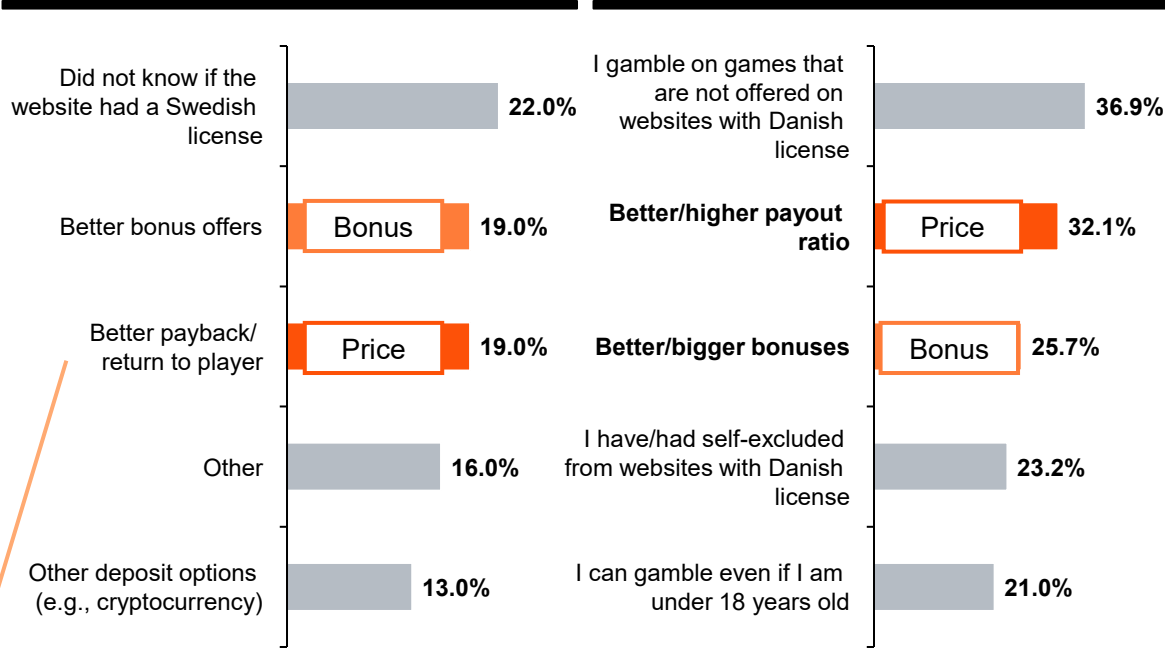 Did not know if the
website had a Swedish
license
22.0%
Better bonus offers
Bonus
19.0%
Better payback/
return to player
Price
19.0%
Other
16.0%
Other deposit options
(e.g., cryptocurrency)
13.0%
I gamble on games that
are not offered on
websites with Danish
license
36.9%
Better/higher payout
ratio
Price
32.1%
Better/bigger bonuses
Bonus
25.7%
I have/had self-excluded
from websites with Danish
license
23.2%
I can gamble even if I am
under 18 years old
21.0%